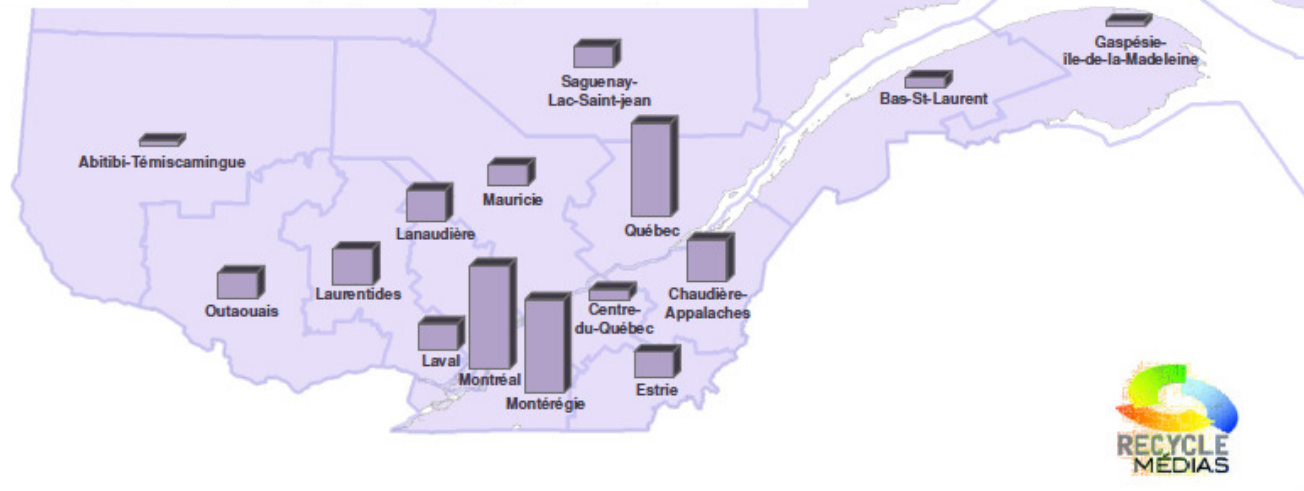 Gaspésie-
île-de-la-Madeleine
Saguenay-
Lac-Saint-jean
Bas-St-Laurent
Abitibi-Témiscamingue
Mauricie
Québec
Lanaudière
Laurentides
Chaudière-
Appalaches
Outaouais
Centre-
du-Québec
Laval
Montréal
Estrie
Montérégie
RECYCLE
MÉDIAS